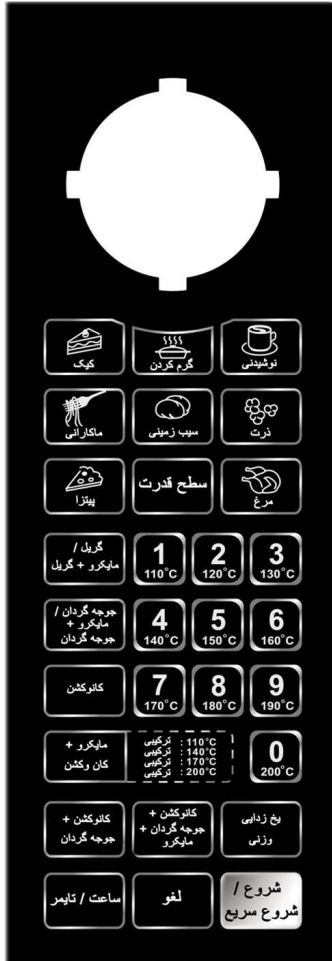 نوشیدنی
گرم کردن
کیک
ذرت
سیب زمینی
ماکارانی
مرغ
سطح قدرت
پیتزا
گریل /
مایکرو + گریل
1
110°C
2
120°C
3
130°C
جوجه گردان /
مایکرو +
جوجه گردان
4
140°C
5
150°C
6
160°C
کانوکشن
7
170°C
8
180°C
9
190°C
مایکرو +
کان وکشن
ترکیبی : 110°C
ترکیبی : 140°C
ترکیبی : 170°C
ترکیبی : 200°C
0
200°C
یخ زدایی
وزنی
کانوکشن +
جوجه گردان +
مایکرو
کانوکشن +
جوجه گردان
شروع /
شروع سریع
لغو
ساعت / تایمر